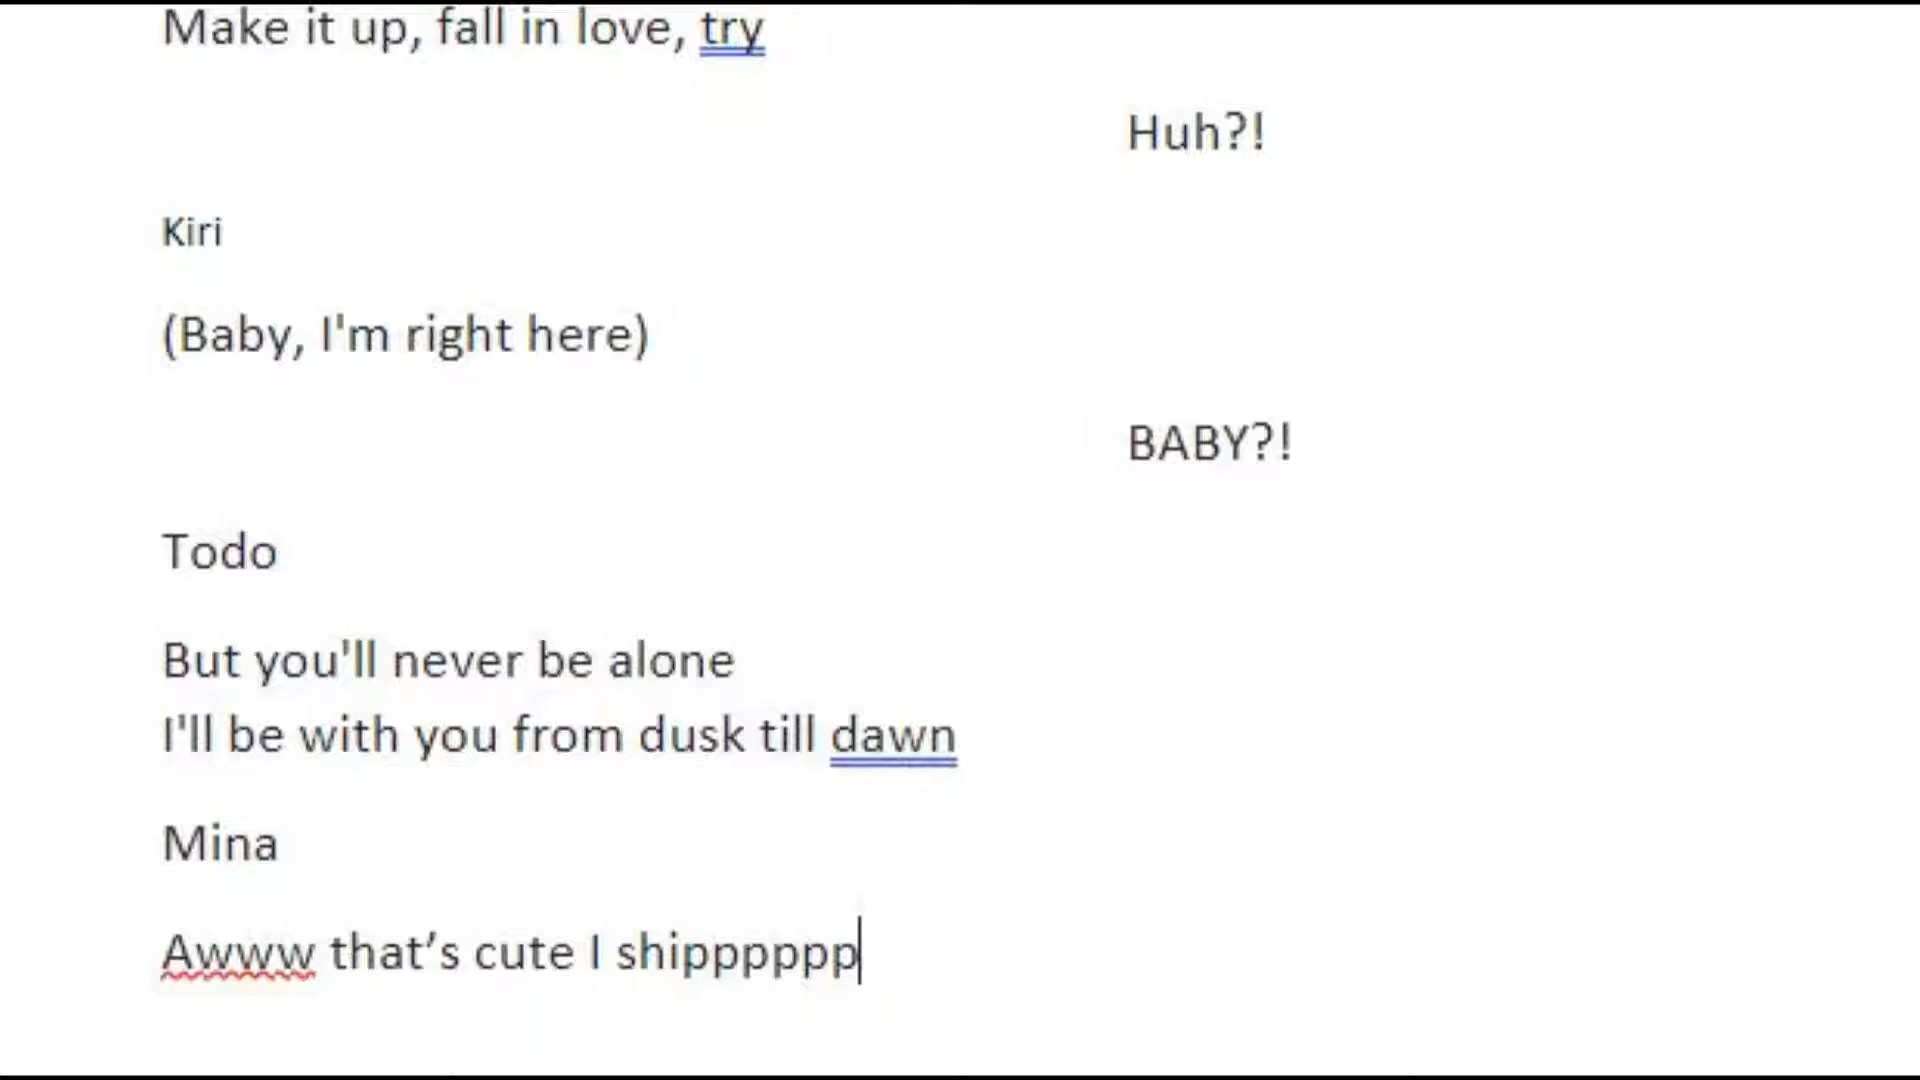 Make it up, fall in love, try
Huh?!
Kiri
(Baby, I'm right here)
BABY?!
Todo
But you'll never be alone
I'll be with you from dusk till dawn
Mina
Awww that’s cute I shipppppp